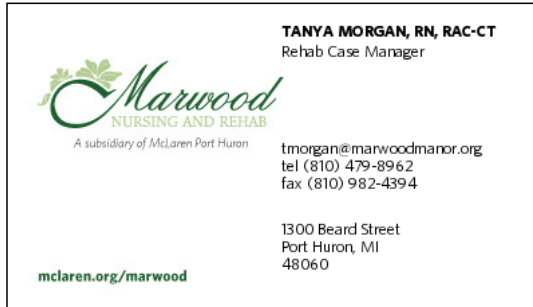 TANYA MORGAN, RN, RAC-CT
Rehab Case Manager
Marwood
NURSING AND REHAB
A subsidiary of McLaren Port Huron
tmorgan@marwoodmanor.org
tel (810) 479-8962
fax (810) 982-4394
1300 Beard Street
Port Huron, MI
48060
mclaren.org/marwood